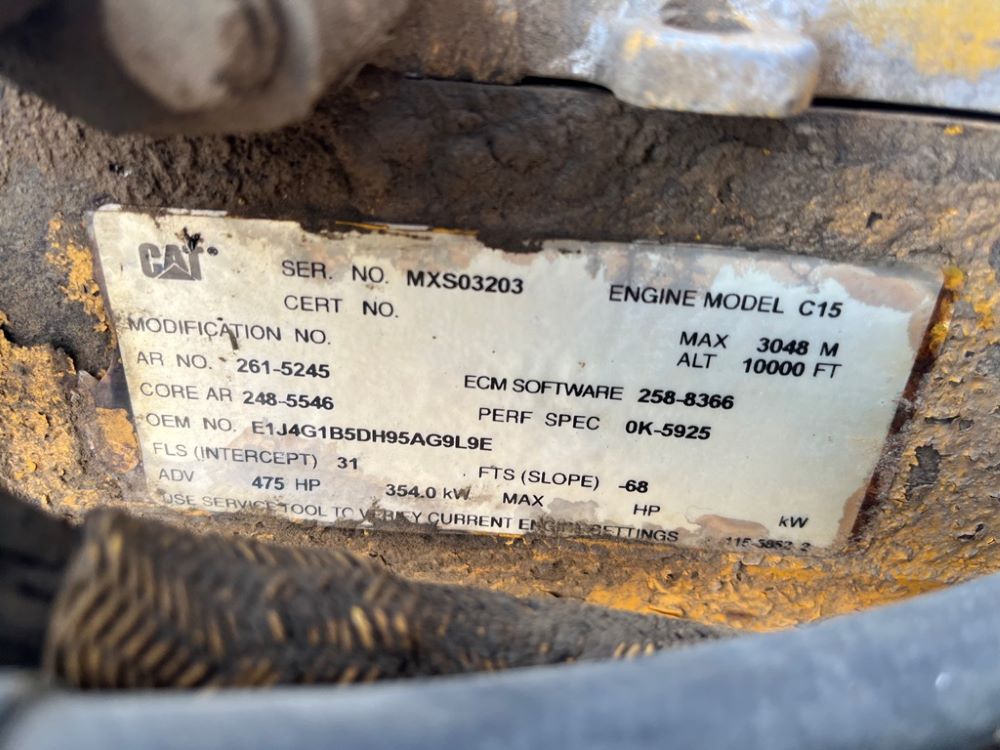 CAT®
SER. NO. MXS03203 ENGINE MODEL C15
CERT NO.
MODIFICATION NO. MAX 3048 M
AR NO. 261-5245 ALT 10000 FT
CORE AR 248-5546 ECM SOFTWARE 258-8366
OEM NO. E1J4G1B5DH95AG9L9E PERF SPEC 0K-5925
FLS (INTERCEPT) 31 FTS (SLOPE) -68
ADV 475 HP 354.0 kW MAX HP kW
USE SERVICE TOOL TO VERIFY CURRENT ENGINE SETTINGS